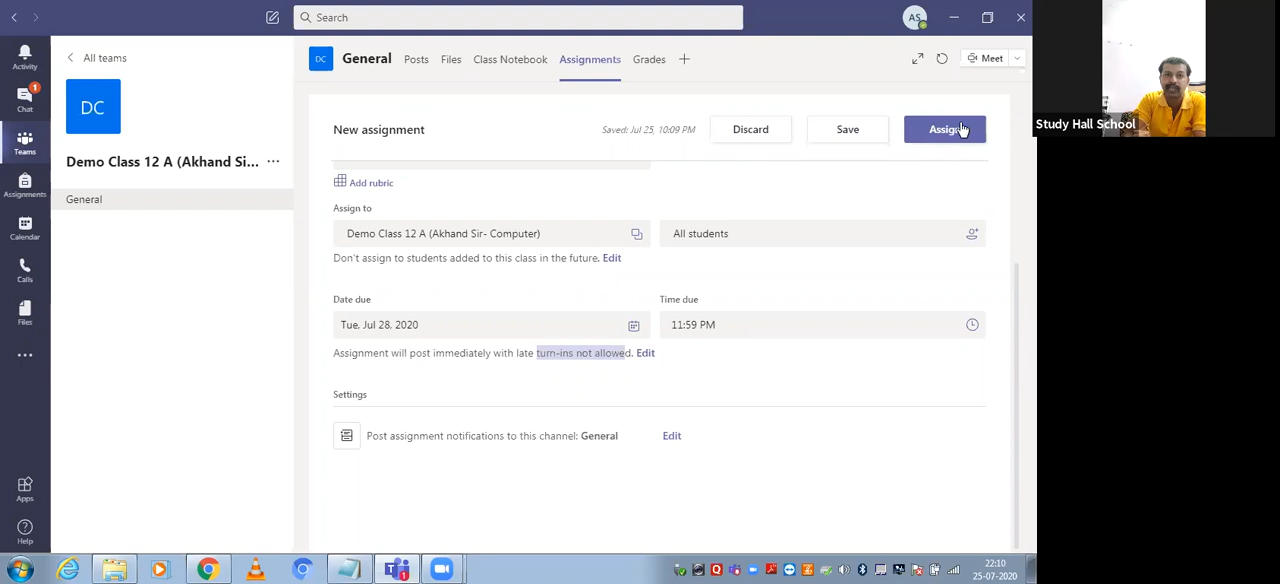 Search
AS
Activity
Chat
1
Teams
Assignments
Calendar
Calls
Files
Apps
Help
All teams
DC
Demo Class 12 A (Akhand Si...
General
DC
General
Posts
Files
Class Notebook
Assignments
Grades
Meet
New assignment
Saved: Jul 25, 10:09 PM
Discard
Save
Assign
Add rubric
Assign to
Demo Class 12 A (Akhand Sir- Computer)
All students
Don't assign to students added to this class in the future. Edit
Date due
Time due
Tue, Jul 28, 2020
11:59 PM
Assignment will post immediately with late turn-ins not allowed. Edit
Settings
Post assignment notifications to this channel: General
Edit
Study Hall School
22:10
25-07-2020